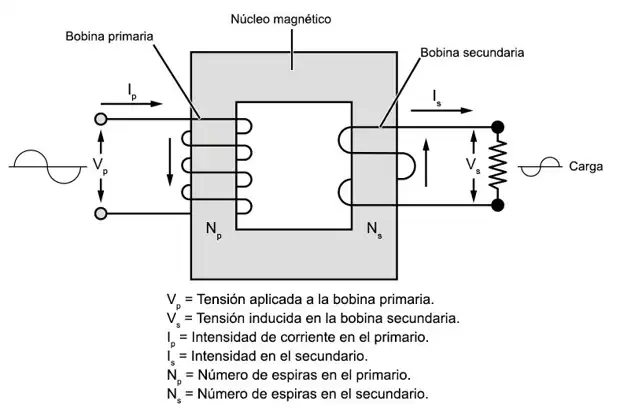 Núcleo magnético
Bobina primaria
Bobina secundaria
Ip
Is
Vp
Vs
Carga
Np
Ns
Vp = Tensión aplicada a la bobina primaria.
Vs = Tensión inducida en la bobina secundaria.
Ip = Intensidad de corriente en el primario.
Is = Intensidad en el secundario.
Np = Número de espiras en el primario.
Ns = Número de espiras en el secundario.